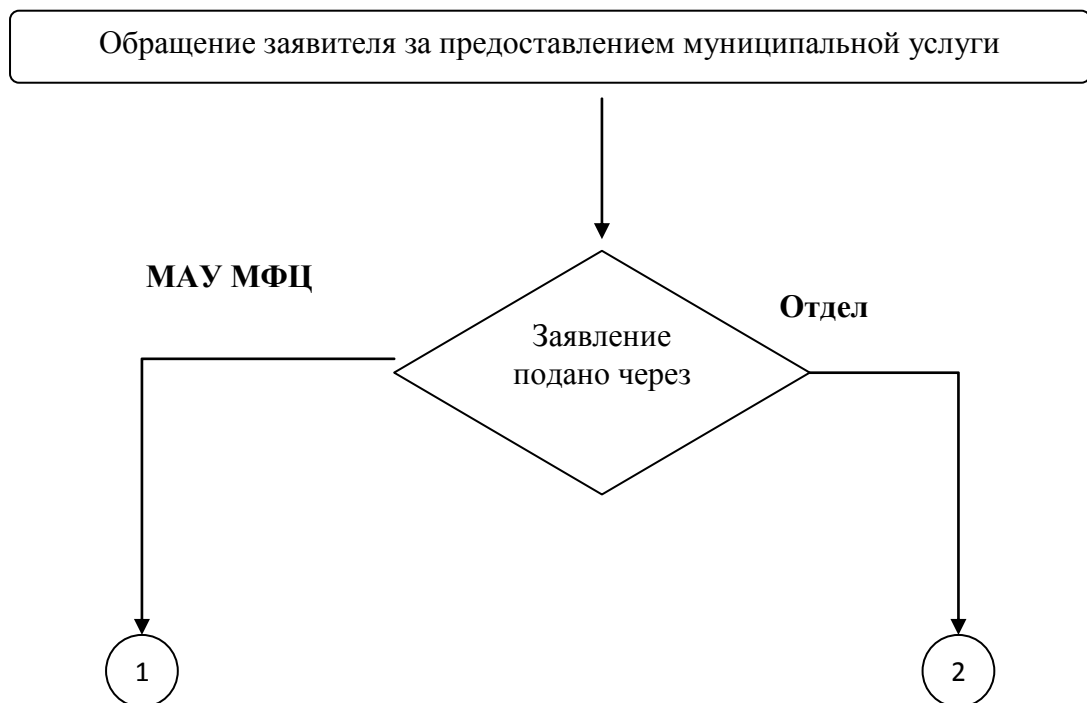 Обращение заявителя за предоставлением муниципальной услуги
МАУ МФЦ
Отдел
Заявление
подано через
1
2